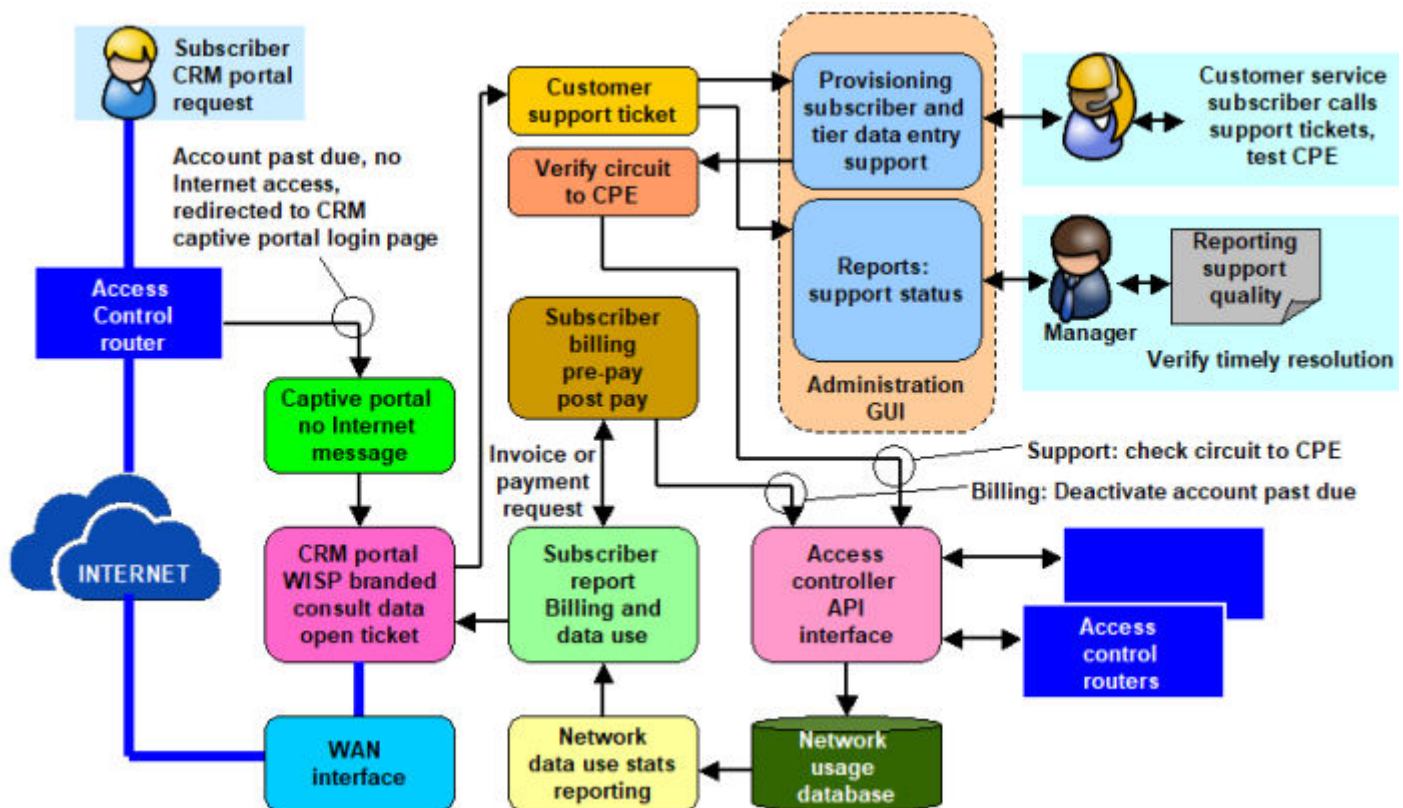 Subscriber
CRM portal
request
Account past due, no
Internet access,
redirected to CRM
captive portal login page
Access
Control
router
Captive portal
no Internet
message
INTERNET
CRM portal
WISP branded
consult data
open ticket
WAN
interface
Customer
support ticket
Verify circuit
to CPE
Subscriber
billing
pre-pay
post pay
Invoice or
payment
request
Subscriber
report
Billing and
data use
Network
data use stats
reporting
Provisioning
subscriber and
tier data entry
support
Reports:
support status
Administration
GUI
Customer service
subscriber calls
support tickets,
test CPE
Reporting
support
quality
Manager
Verify timely resolution
Support: check circuit to CPE
Billing: Deactivate account past due
Access
controller
API
interface
Access
control
routers
Network
usage
database